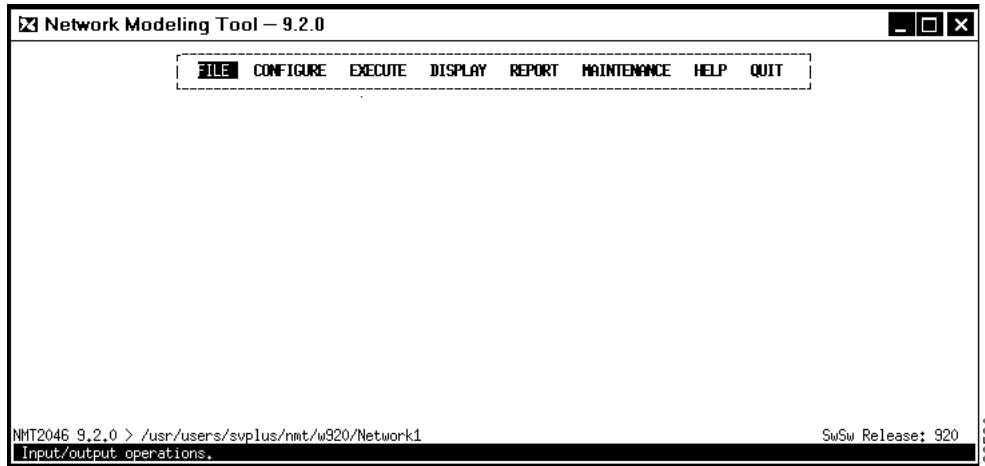 Network Modeling Tool — 9.2.0
FILE CONFIGURE EXECUTE DISPLAY REPORT MAINTENANCE HELP QUIT
NMT2046 9.2.0 > /usr/users/svplus/nmt/w920/Network1 SwSw Release: 920
Input/output operations.